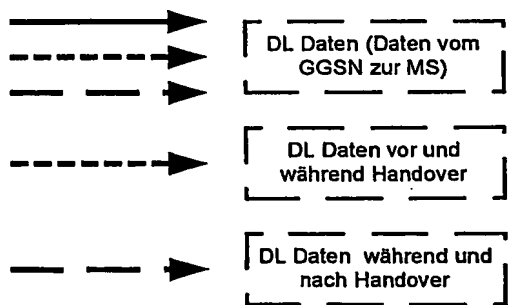 DL Daten (Daten vom
GGSN zur MS)
DL Daten vor und
während Handover
DL Daten während und
nach Handover